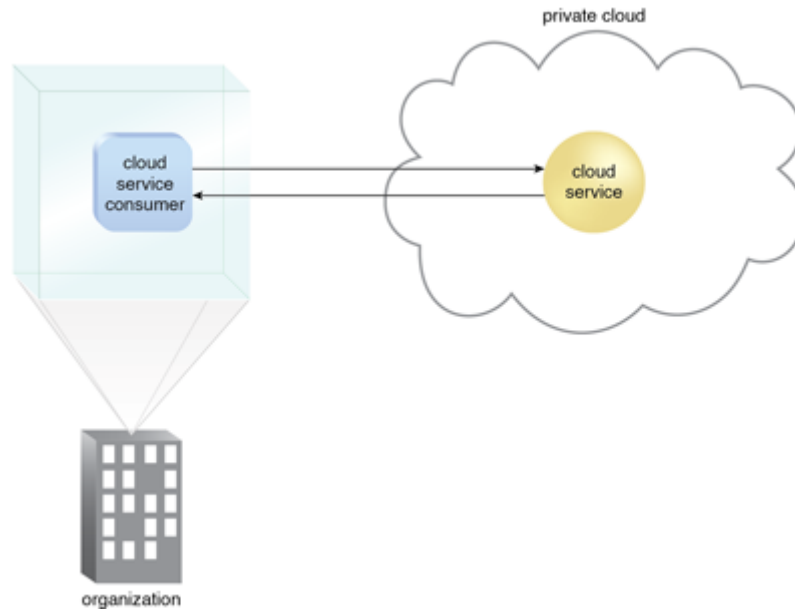 private cloud
cloud
service
consumer
cloud
service
organization